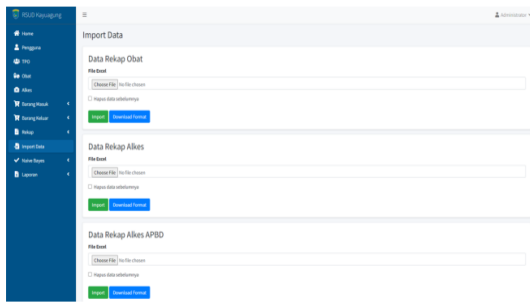 RSUD Kayuagung
Administrator
Home
Pengguna
TPO
Obat
Alkes
Barang Masuk
Barang Keluar
Rekap
Import Data
Naive Bayes
Laporan
Import Data
Data Rekap Obat
File Excel
Choose File No file chosen
Hapus data sebelumnya
Import Download Format
Data Rekap Alkes
File Excel
Choose File No file chosen
Hapus data sebelumnya
Import Download Format
Data Rekap Alkes APBD
File Excel
Choose File No file chosen
Hapus data sebelumnya
Import Download Format